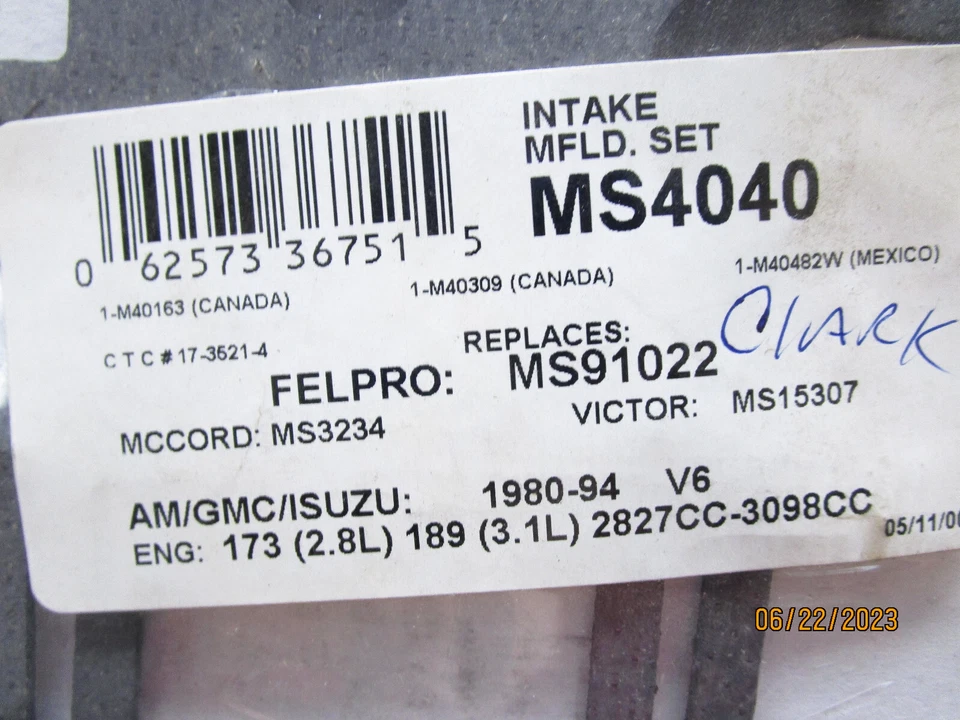 INTAKE
MFLD. SET
MS4040
0 62573 36751 5
1-M40163 (CANADA) 1-M40309 (CANADA) 1-M40482W (MEXICO)
CLARK
C T C # 17-3521-4
REPLACES:
FELPRO: MS91022
MCCORD: MS3234 VICTOR: MS15307
AM/GMC/ISUZU: 1980-94 V6
ENG: 173 (2.8L) 189 (3.1L) 2827CC-3098CC
06/22/2023